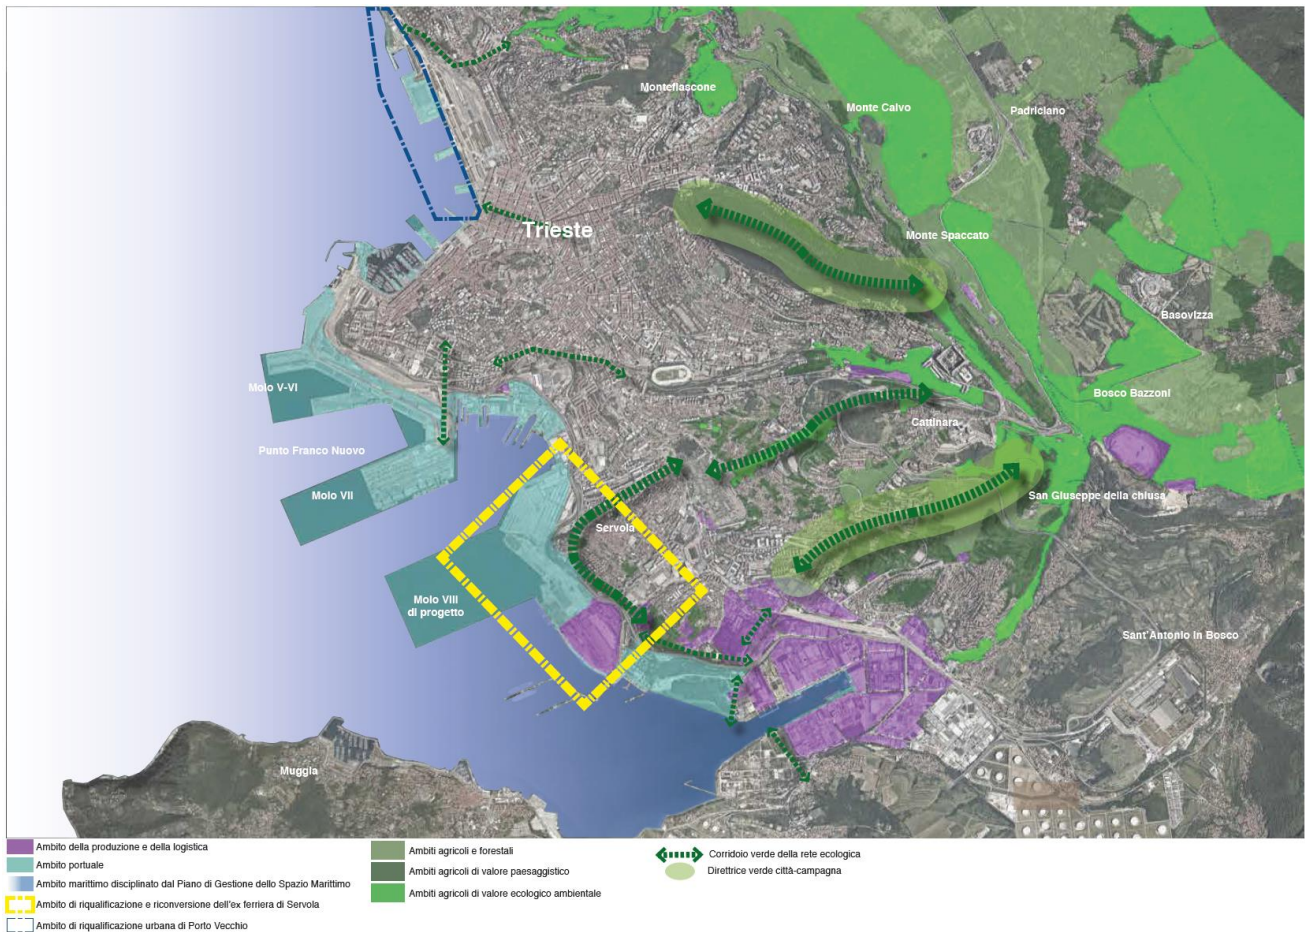 Montefiascone
Monte Calvo
Padriciano
Trieste
Monte Spaccato
Basovizza
Molo V-VI
Bosco Bazzoni
Cattinara
Punto Franco Nuovo
Molo VII
San Giuseppe della chiusa
Servola
Molo VIII
di progetto
Sant'Antonio in Bosco
Muggia
Ambito della produzione e della logistica
Ambito portuale
Ambito marittimo disciplinato dal Piano di Gestione dello Spazio Marittimo
Ambito di riqualificazione e riconversione dell'ex ferriera di Servola
Ambito di riqualificazione urbana di Porto Vecchio
Ambiti agricoli e forestali
Ambiti agricoli di valore paesaggistico
Ambiti agricoli di valore ecologico ambientale
Corridoio verde della rete ecologica
Direttrice verde città-campagna